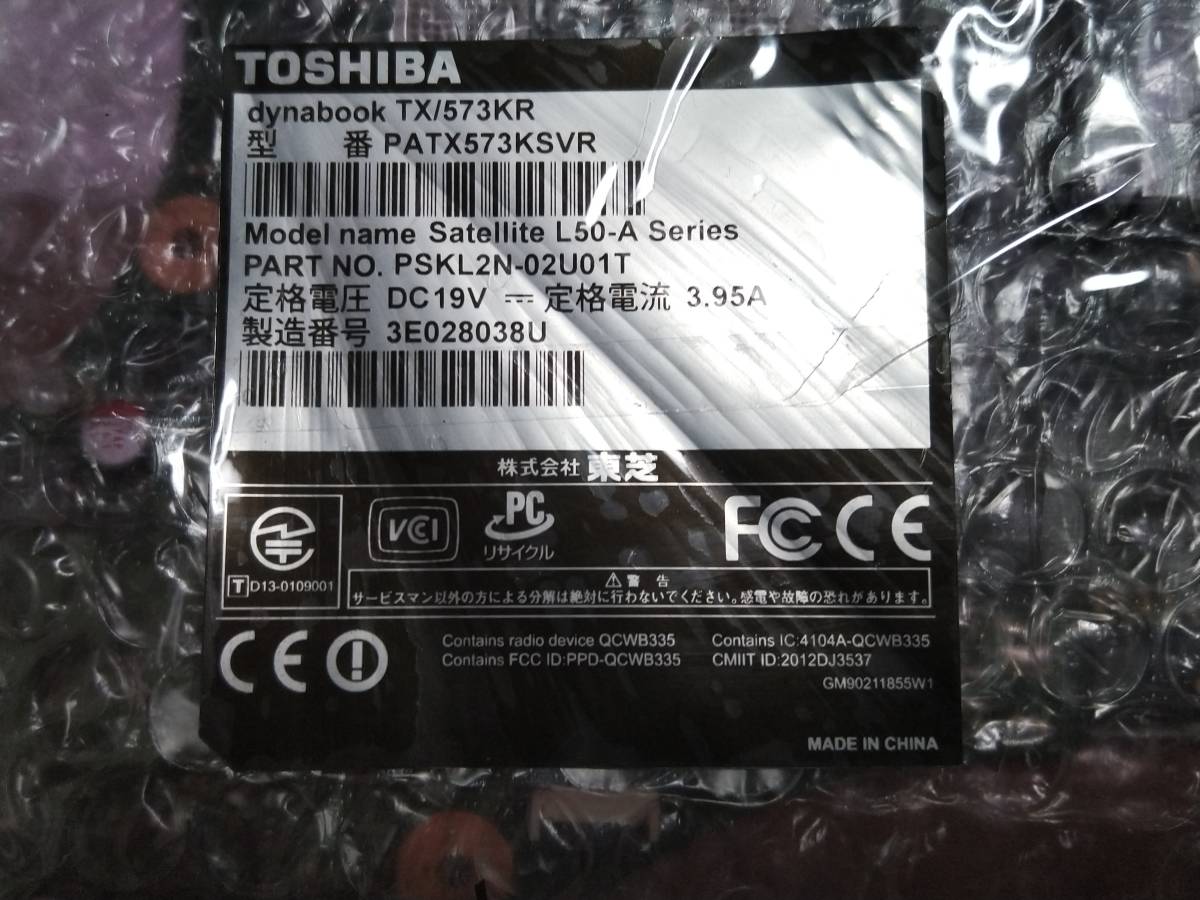 TOSHIBA
dynabook TX/573KR
型 番 PATX573KSVR
Model name Satellite L50-A Series
PART NO. PSKL2N-02U01T
定格電圧 DC19V ⎓ 定格電流 3.95A
製造番号 3E028038U
株式会社 東芝
VCI
PC
リサイクル
FC CE
T D13-0109001
⚠警 告
サービスマン以外の方による分解は絶対に行わないでください。感電や故障の恐れがあります。
CE
Contains radio device QCWB335 Contains IC:4104A-QCWB335
Contains FCC ID:PPD-QCWB335 CMIIT ID:2012DJ3537
GM90211855W1
MADE IN CHINA